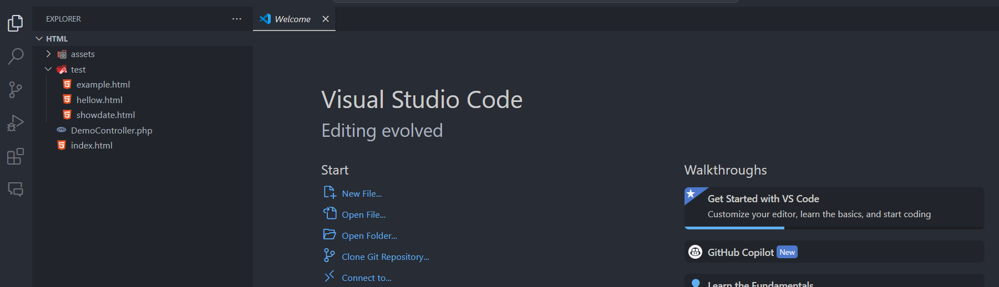 EXPLORER
Welcome
HTML
assets
test
example.html
hellow.html
showdate.html
DemoController.php
index.html
Visual Studio Code
Editing evolved
Start
New File...
Open File...
Open Folder...
Clone Git Repository...
Connect to...
Walkthroughs
Get Started with VS Code
Customize your editor, learn the basics, and start coding
GitHub Copilot New
Learn the Fundamentals